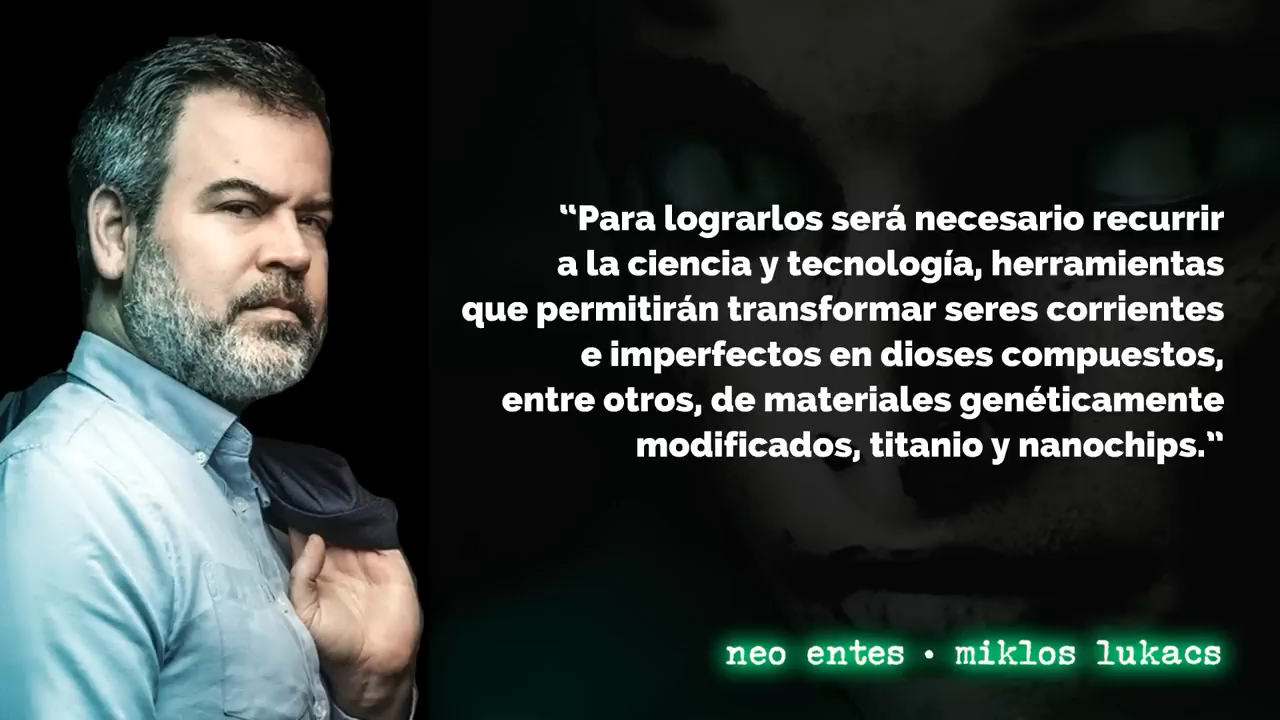 “Para lograrlos será necesario recurrir
a la ciencia y tecnología, herramientas
que permitirán transformar seres corrientes
e imperfectos en dioses compuestos,
entre otros, de materiales genéticamente
modificados, titanio y nanochips.”
neo entes · miklos lukacs